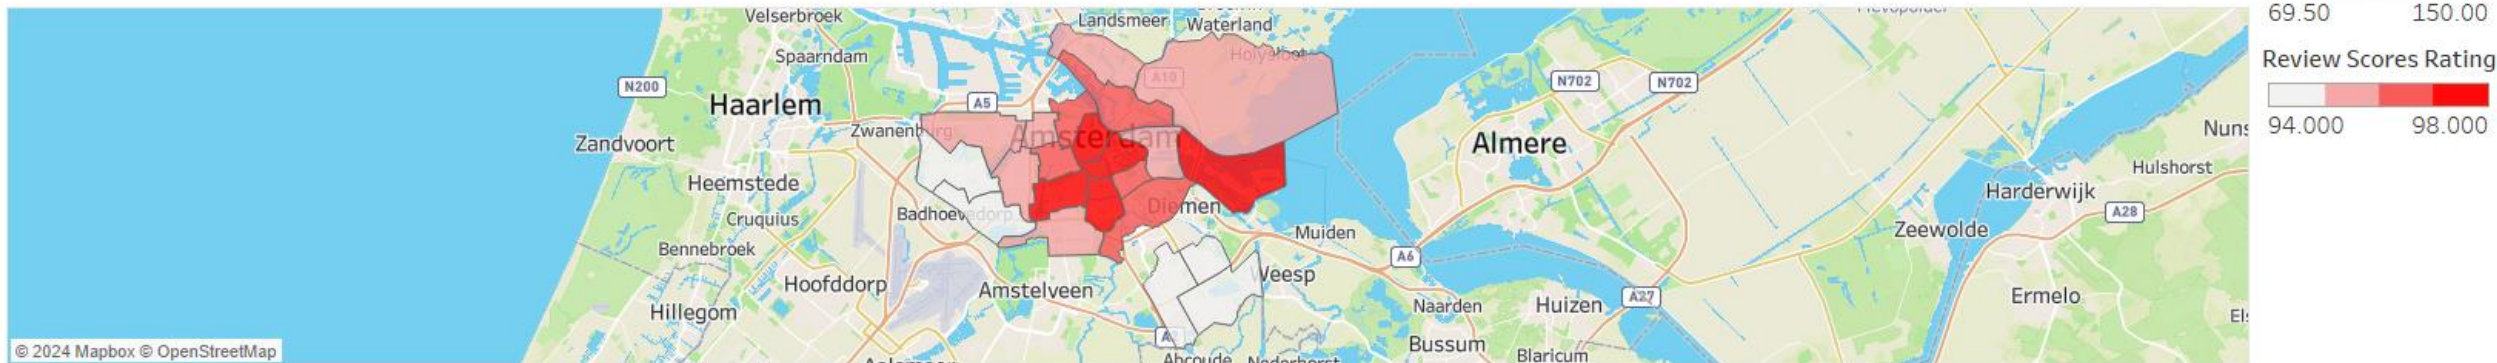 Velserbroek
Landsmeer
Waterland
Spaarndam
Holysloot
N200
A10
N702
N702
Haarlem
A5
Zwanenburg
Amsterdam
Zandvoort
Almere
Hulshorst
Heemstede
Harderwijk
Cruquius
Badhoevedorp
Diemen
A28
Zeewolde
Muiden
Bennebroek
A6
Hoofddorp
Weesp
Amstelveen
Ermelo
A27
Naarden
Huizen
Hillegom
Bussum
Blaricum
Abcoude
© 2024 Mapbox © OpenStreetMap
69.50 150.00
Review Scores Rating
94.000 98.000